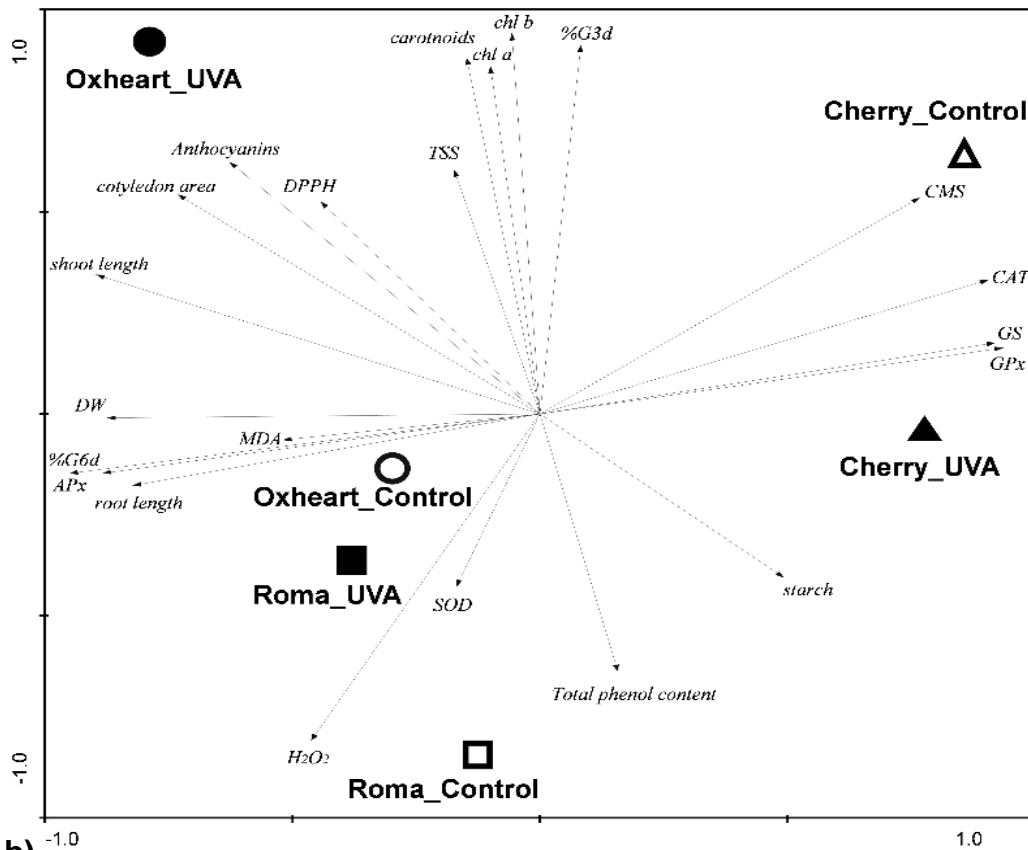 1.0
chl b
carotnoids
%G3d
chl a
Oxheart_UVA
Cherry_Control
Anthocyanins
TSS
cotyledon area
DPPH
CMS
shoot length
CAT
GS
GPx
DW
MDA
%G6d
APx
root length
Oxheart_Control
Cherry_UVA
Roma_UVA
SOD
starch
Total phenol content
H2O2
Roma_Control
-1.0
b)
-1.0
1.0